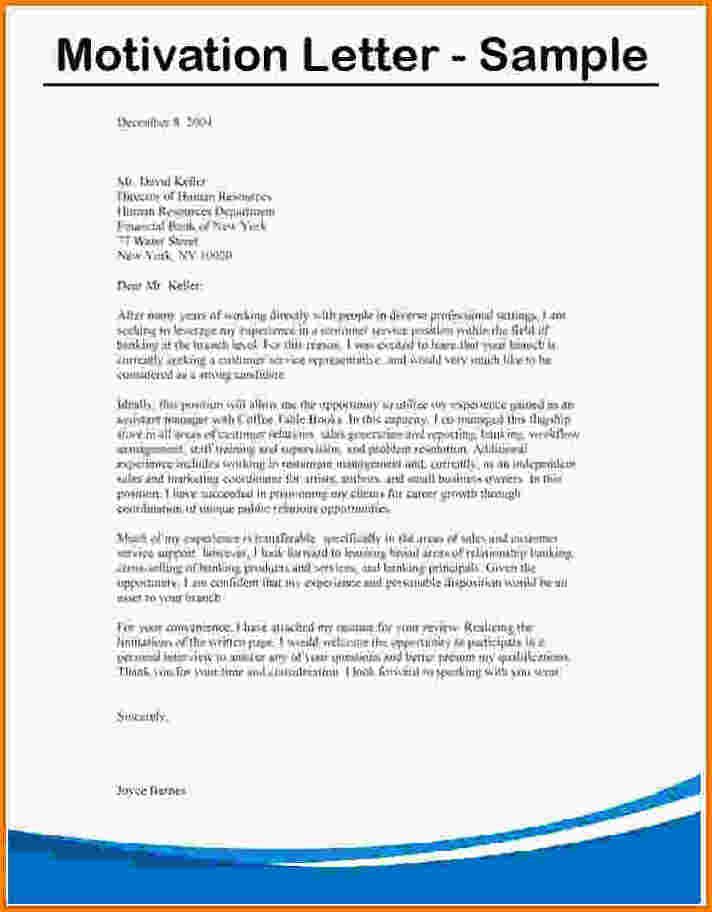 Motivation Letter - Sample
December 8, 2004
Mr. David Keller
Director of Human Resources
Human Resources Department
Financial Bank of New York
77 Water Street
New York, NY 10020
Dear Mr. Keller:
After many years of working directly with people in diverse professional settings, I am
seeking to leverage my experience in a customer service position within the field of
banking at the branch level. For this reason, I was excited to learn that your branch is
currently seeking a customer service representative, and would very much like to be
considered as a strong candidate.
Ideally, this position will allow me the opportunity to utilize my experience gained as an
assistant manager with Coffee Table Books. In this capacity, I co-managed this flagship
store in all areas of customer relations, sales generation and reporting, banking, workflow
management, staff training and supervision, and problem resolution. Additional
experience includes working in restaurant management and, currently, as an independent
sales and marketing coordinator for artists, authors, and small business owners. In this
position, I have succeeded in positioning my clients for career growth through
coordination of unique public relations opportunities.
Much of my experience is transferable, specifically in the areas of sales and customer
service support, however, I look forward to learning broad areas of relationship banking,
cross-selling of banking products and services, and banking principals. Given the
opportunity, I am confident that my experience and personable disposition would be an
asset to your branch.
For your convenience, I have attached my resume for your review. Realizing the
limitations of the written page, I would welcome the opportunity to participate in a
personal interview to answer any of your questions and better present my qualifications.
Thank you for your time and consideration. I look forward to speaking with you soon!
Sincerely,
Joyce Barnes